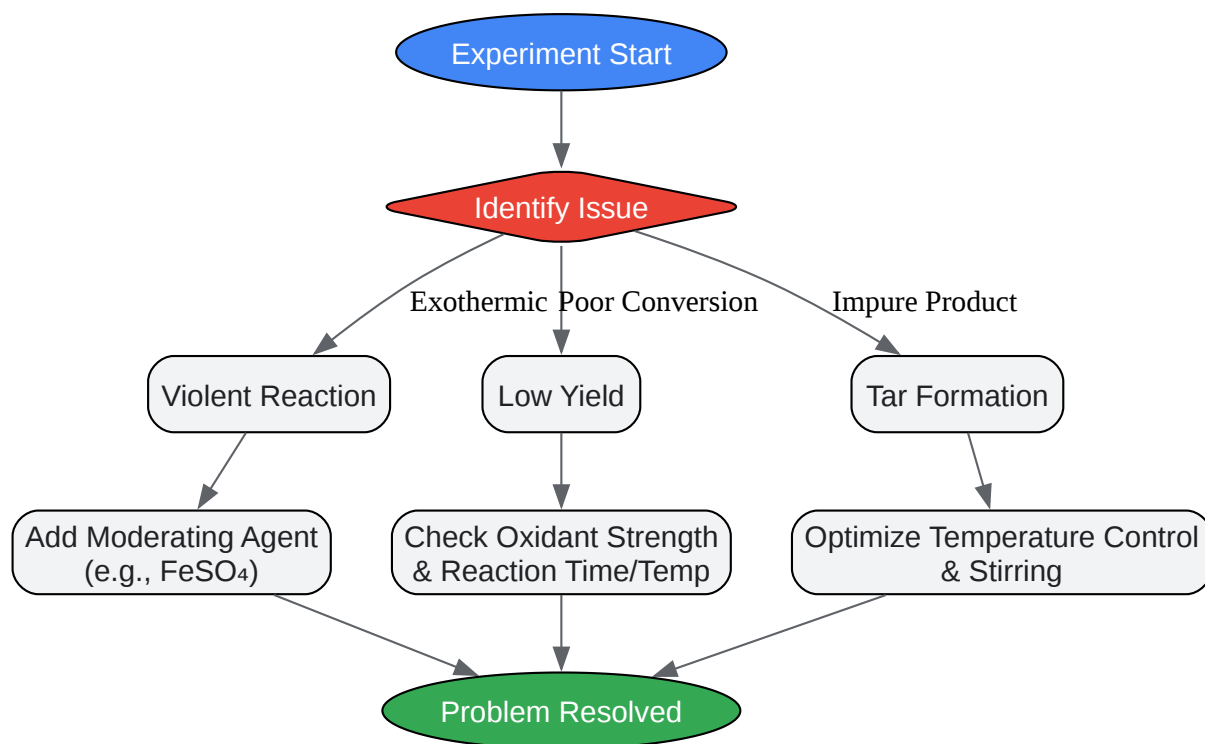 Experiment Start
Identify Issue
Exothermic
Poor Conversion
Impure Product
Violent Reaction
Low Yield
Tar Formation
Add Moderating Agent
(e.g., FeSO₄)
Check Oxidant Strength
& Reaction Time/Temp
Optimize Temperature Control
& Stirring
Problem Resolved